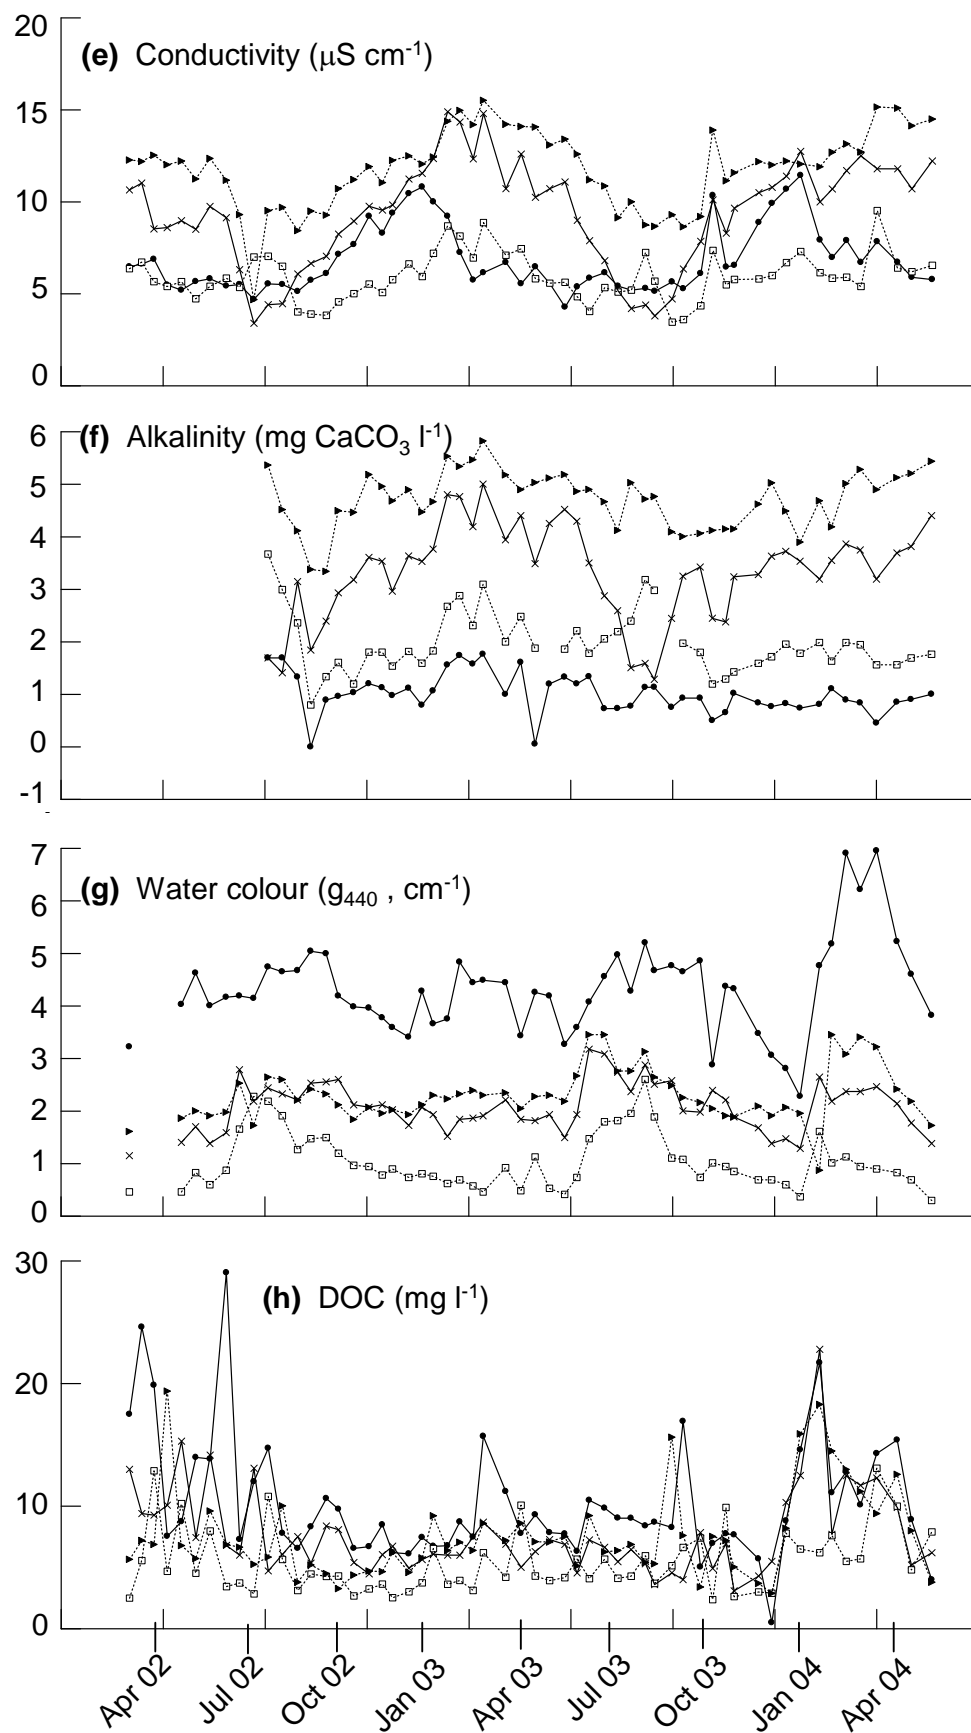 (e) Conductivity (μS cm-1)
20
15
10
5
0
(f) Alkalinity (mg CaCO3 l-1)
6
5
4
3
2
1
0
-1
(g) Water colour (g440 , cm-1)
7
6
5
4
3
2
1
0
(h) DOC (mg l-1)
30
20
10
0
Apr 02
Jul 02
Oct 02
Jan 03
Apr 03
Jul 03
Oct 03
Jan 04
Apr 04